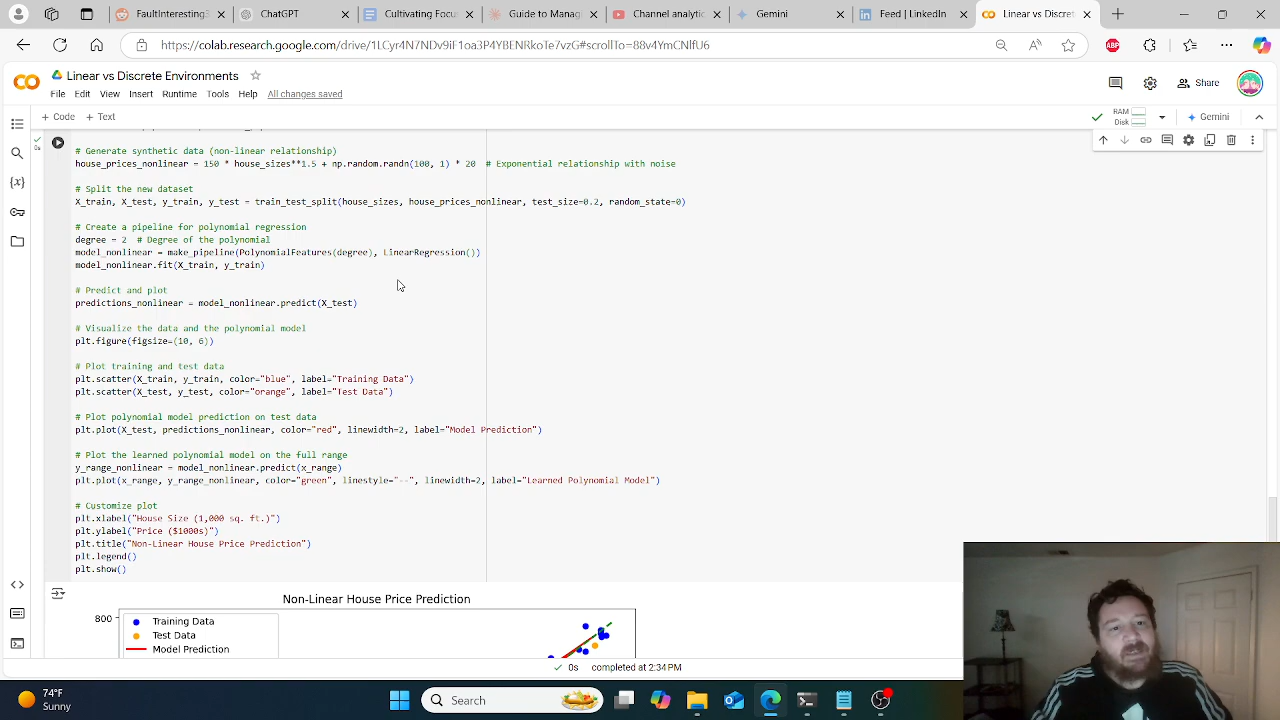 FautInteresting3
ChatGPT
Cultivating Focu
Guide to Manag
Channel analytic
Gemini
Feed | LinkedIn
Linear vs Discret
https://colab.research.google.com/drive/1LCyr4N7NDv9iF1oa3P4YBENRkoTe7vzG#scrollTo=88v4YmCNlfU6
ABP
Linear vs Discrete Environments
File Edit View Insert Runtime Tools Help All changes saved
Share
+ Code + Text
RAM
Disk
Gemini
0s
# Generate synthetic data (non-linear relationship)
house_prices_nonlinear = 150 * house_sizes**1.5 + np.random.randn(100, 1) * 20  # Exponential relationship with noise
# Split the new dataset
X_train, X_test, y_train, y_test = train_test_split(house_sizes, house_prices_nonlinear, test_size=0.2, random_state=0)
# Create a pipeline for polynomial regression
degree = 2  # Degree of the polynomial
model_nonlinear = make_pipeline(PolynomialFeatures(degree), LinearRegression())
model_nonlinear.fit(X_train, y_train)
# Predict and plot
predictions_nonlinear = model_nonlinear.predict(X_test)
# Visualize the data and the polynomial model
plt.figure(figsize=(10, 6))
# Plot training and test data
plt.scatter(X_train, y_train, color="blue", label="Training Data")
plt.scatter(X_test, y_test, color="orange", label="Test Data")
# Plot polynomial model prediction on test data
plt.plot(X_test, predictions_nonlinear, color="red", linewidth=2, label="Model Prediction")
# Plot the learned polynomial model on the full range
y_range_nonlinear = model_nonlinear.predict(x_range)
plt.plot(x_range, y_range_nonlinear, color="green", linestyle="--", linewidth=2, label="Learned Polynomial Model")
# Customize plot
plt.xlabel("House Size (1,000 sq. ft.)")
plt.ylabel("Price ($1000s)")
plt.title("Non-Linear House Price Prediction")
plt.legend()
plt.show()
Non-Linear House Price Prediction
800
Training Data
Test Data
Model Prediction
0s completed at 2:34 PM
74°F
Sunny
Search